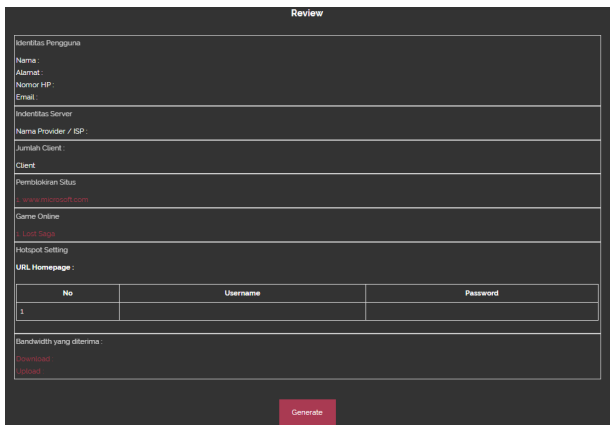 Review
Identitas Pengguna
Nama :
Alamat :
Nomor HP :
Email :
Indentitas Server
Nama Provider / ISP :
Jumlah Client :
Client
Pemblokiran Situs
1. www.microsoft.com
Game Online
1. Lost Saga
Hotspot Setting
URL Homepage :
No Username Password
1
Bandwidth yang diterima :
Download
Upload
Generate